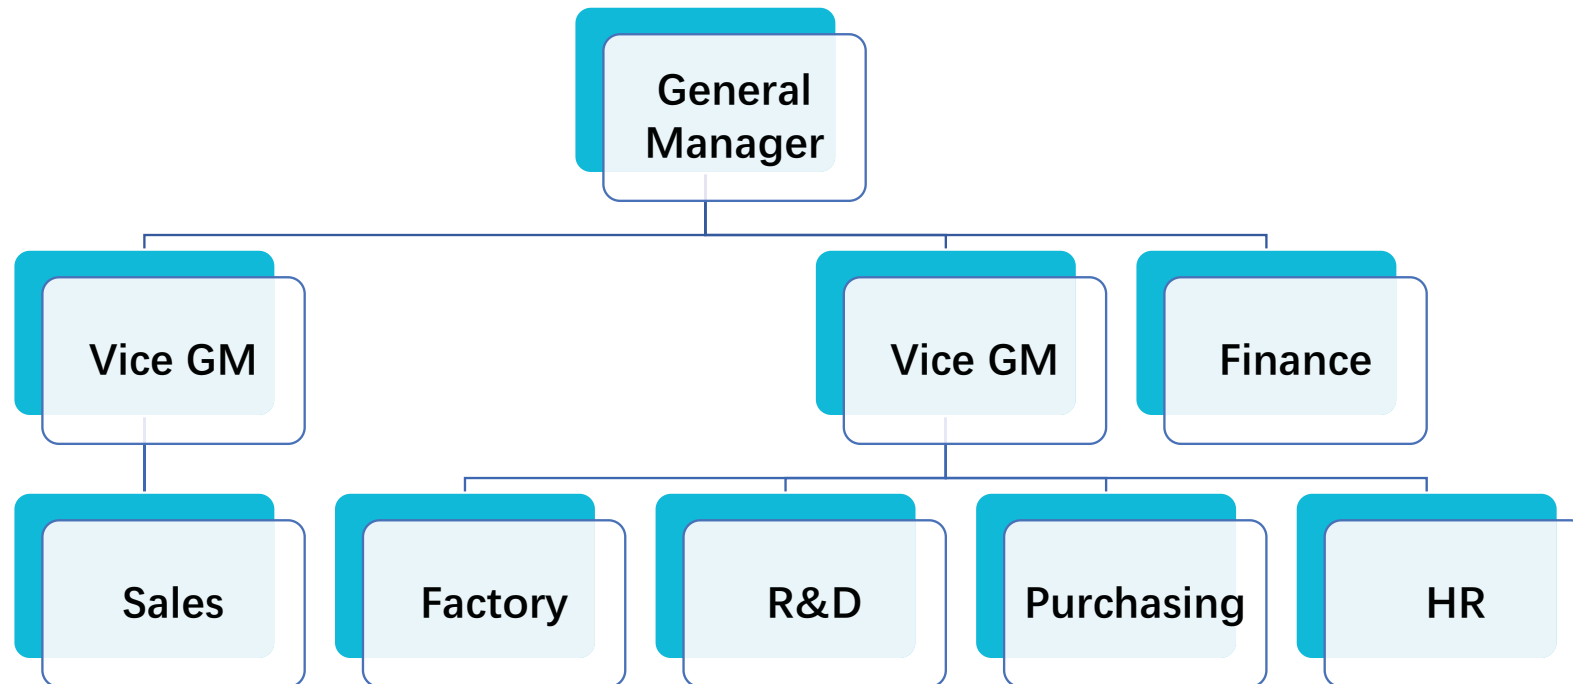 General
Manager
Vice GM
Vice GM
Finance
Sales
Factory
R&D
Purchasing
HR